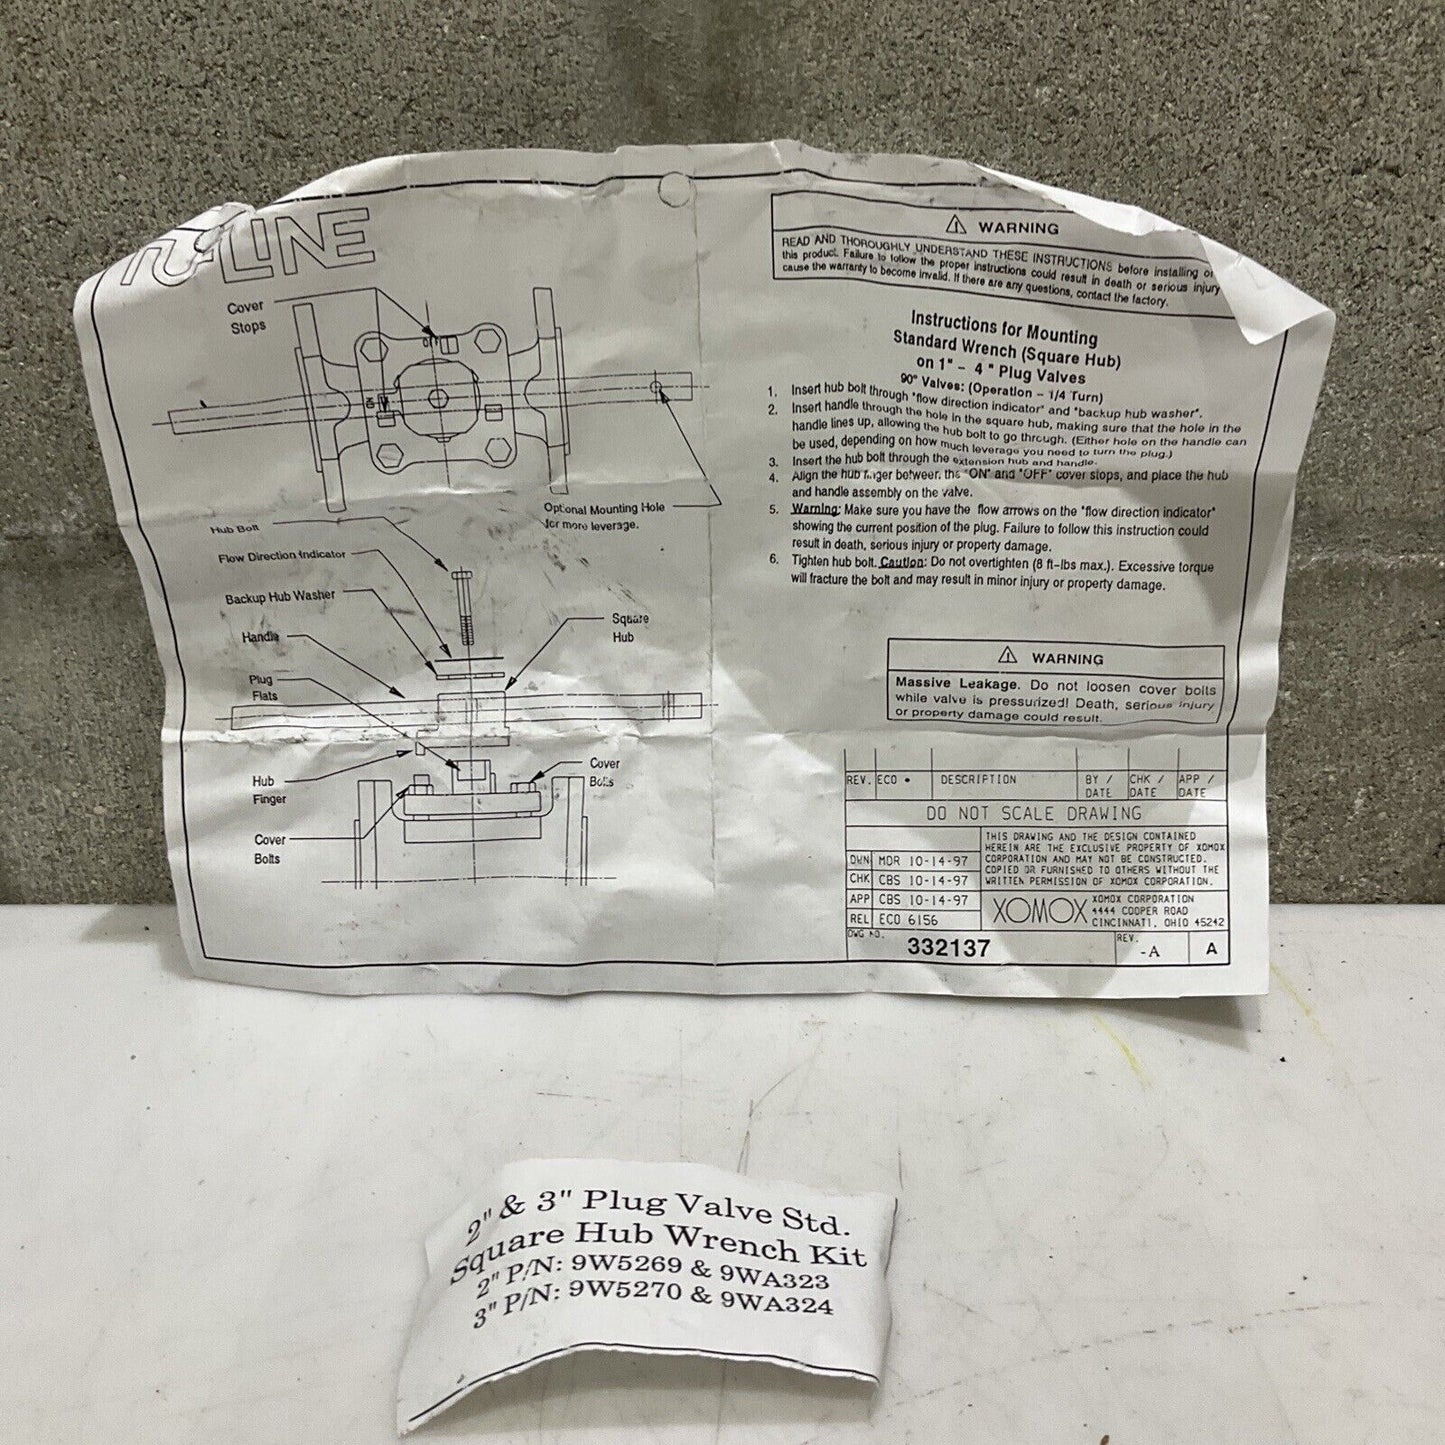 LINE
Cover
Stops
OFF
ON
Optional Mounting Hole
for more leverage.
Hub Bolt
Flow Direction Indicator
Backup Hub Washer
Handle
Plug
Flats
Square
Hub
Hub
Finger
Cover
Bolts
Cover
Bolts
WARNING
READ AND THOROUGHLY UNDERSTAND THESE INSTRUCTIONS before installing
this product. Failure to follow the proper instructions could result in death or serious injury
cause the warranty to become invalid. If there are any questions, contact the factory.
Instructions for Mounting
Standard Wrench (Square Hub)
on 1" - 4 " Plug Valves
90° Valves: (Operation - 1/4 Turn)
1. Insert hub bolt through "flow direction indicator" and "backup hub washer".
2. Insert handle through the hole in the square hub, making sure that the hole in the
handle lines up, allowing the hub bolt to go through. (Either hole on the handle can
be used, depending on how much leverage you need to turn the plug.)
3. Insert the hub bolt through the extension hub and handle.
4. Align the hub finger between the "ON" and "OFF" cover stops, and place the hub
and handle assembly on the valve.
5. Warning: Make sure you have the flow arrows on the "flow direction indicator"
showing the current position of the plug. Failure to follow this instruction could
result in death, serious injury or property damage.
6. Tighten hub bolt. Caution: Do not overtighten (8 ft-lbs max.). Excessive torque
will fracture the bolt and may result in minor injury or property damage.
WARNING
Massive Leakage. Do not loosen cover bolts
while valve is pressurized! Death, serious injury
or property damage could result.
REV. ECO • DESCRIPTION BY / DATE CHK / DATE APP / DATE
DO NOT SCALE DRAWING
THIS DRAWING AND THE DESIGN CONTAINED
HEREIN ARE THE EXCLUSIVE PROPERTY OF XOMOX
CORPORATION AND MAY NOT BE CONSTRUCTED,
COPIED OR FURNISHED TO OTHERS WITHOUT THE
WRITTEN PERMISSION OF XOMOX CORPORATION.
DWN MDR 10-14-97
CHK CBS 10-14-97
APP CBS 10-14-97
REL ECO 6156
XOMOX
XOMOX CORPORATION
4444 COOPER ROAD
CINCINNATI, OHIO 45242
DWG NO. 332137
REV. -A
A
2" & 3" Plug Valve Std.
Square Hub Wrench Kit
2" P/N: 9W5269 & 9WA323
3" P/N: 9W5270 & 9WA324